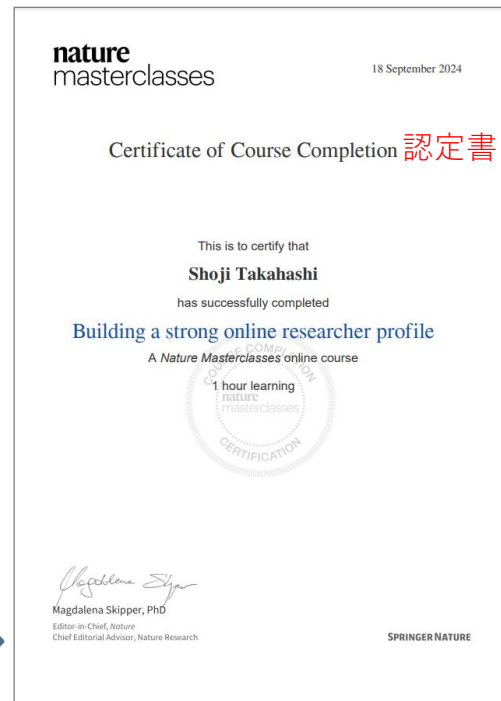 nature
masterclasses
18 September 2024
Certificate of Course Completion 認定書
This is to certify that
Shoji Takahashi
has successfully completed
Building a strong online researcher profile
A Nature Masterclasses online course
1 hour learning
COURSE COMPLETION
nature
masterclasses
CERTIFICATION
Magdalena Skipper
Magdalena Skipper, PhD
Editor-in-Chief, Nature
Chief Editorial Advisor, Nature Research
SPRINGER NATURE